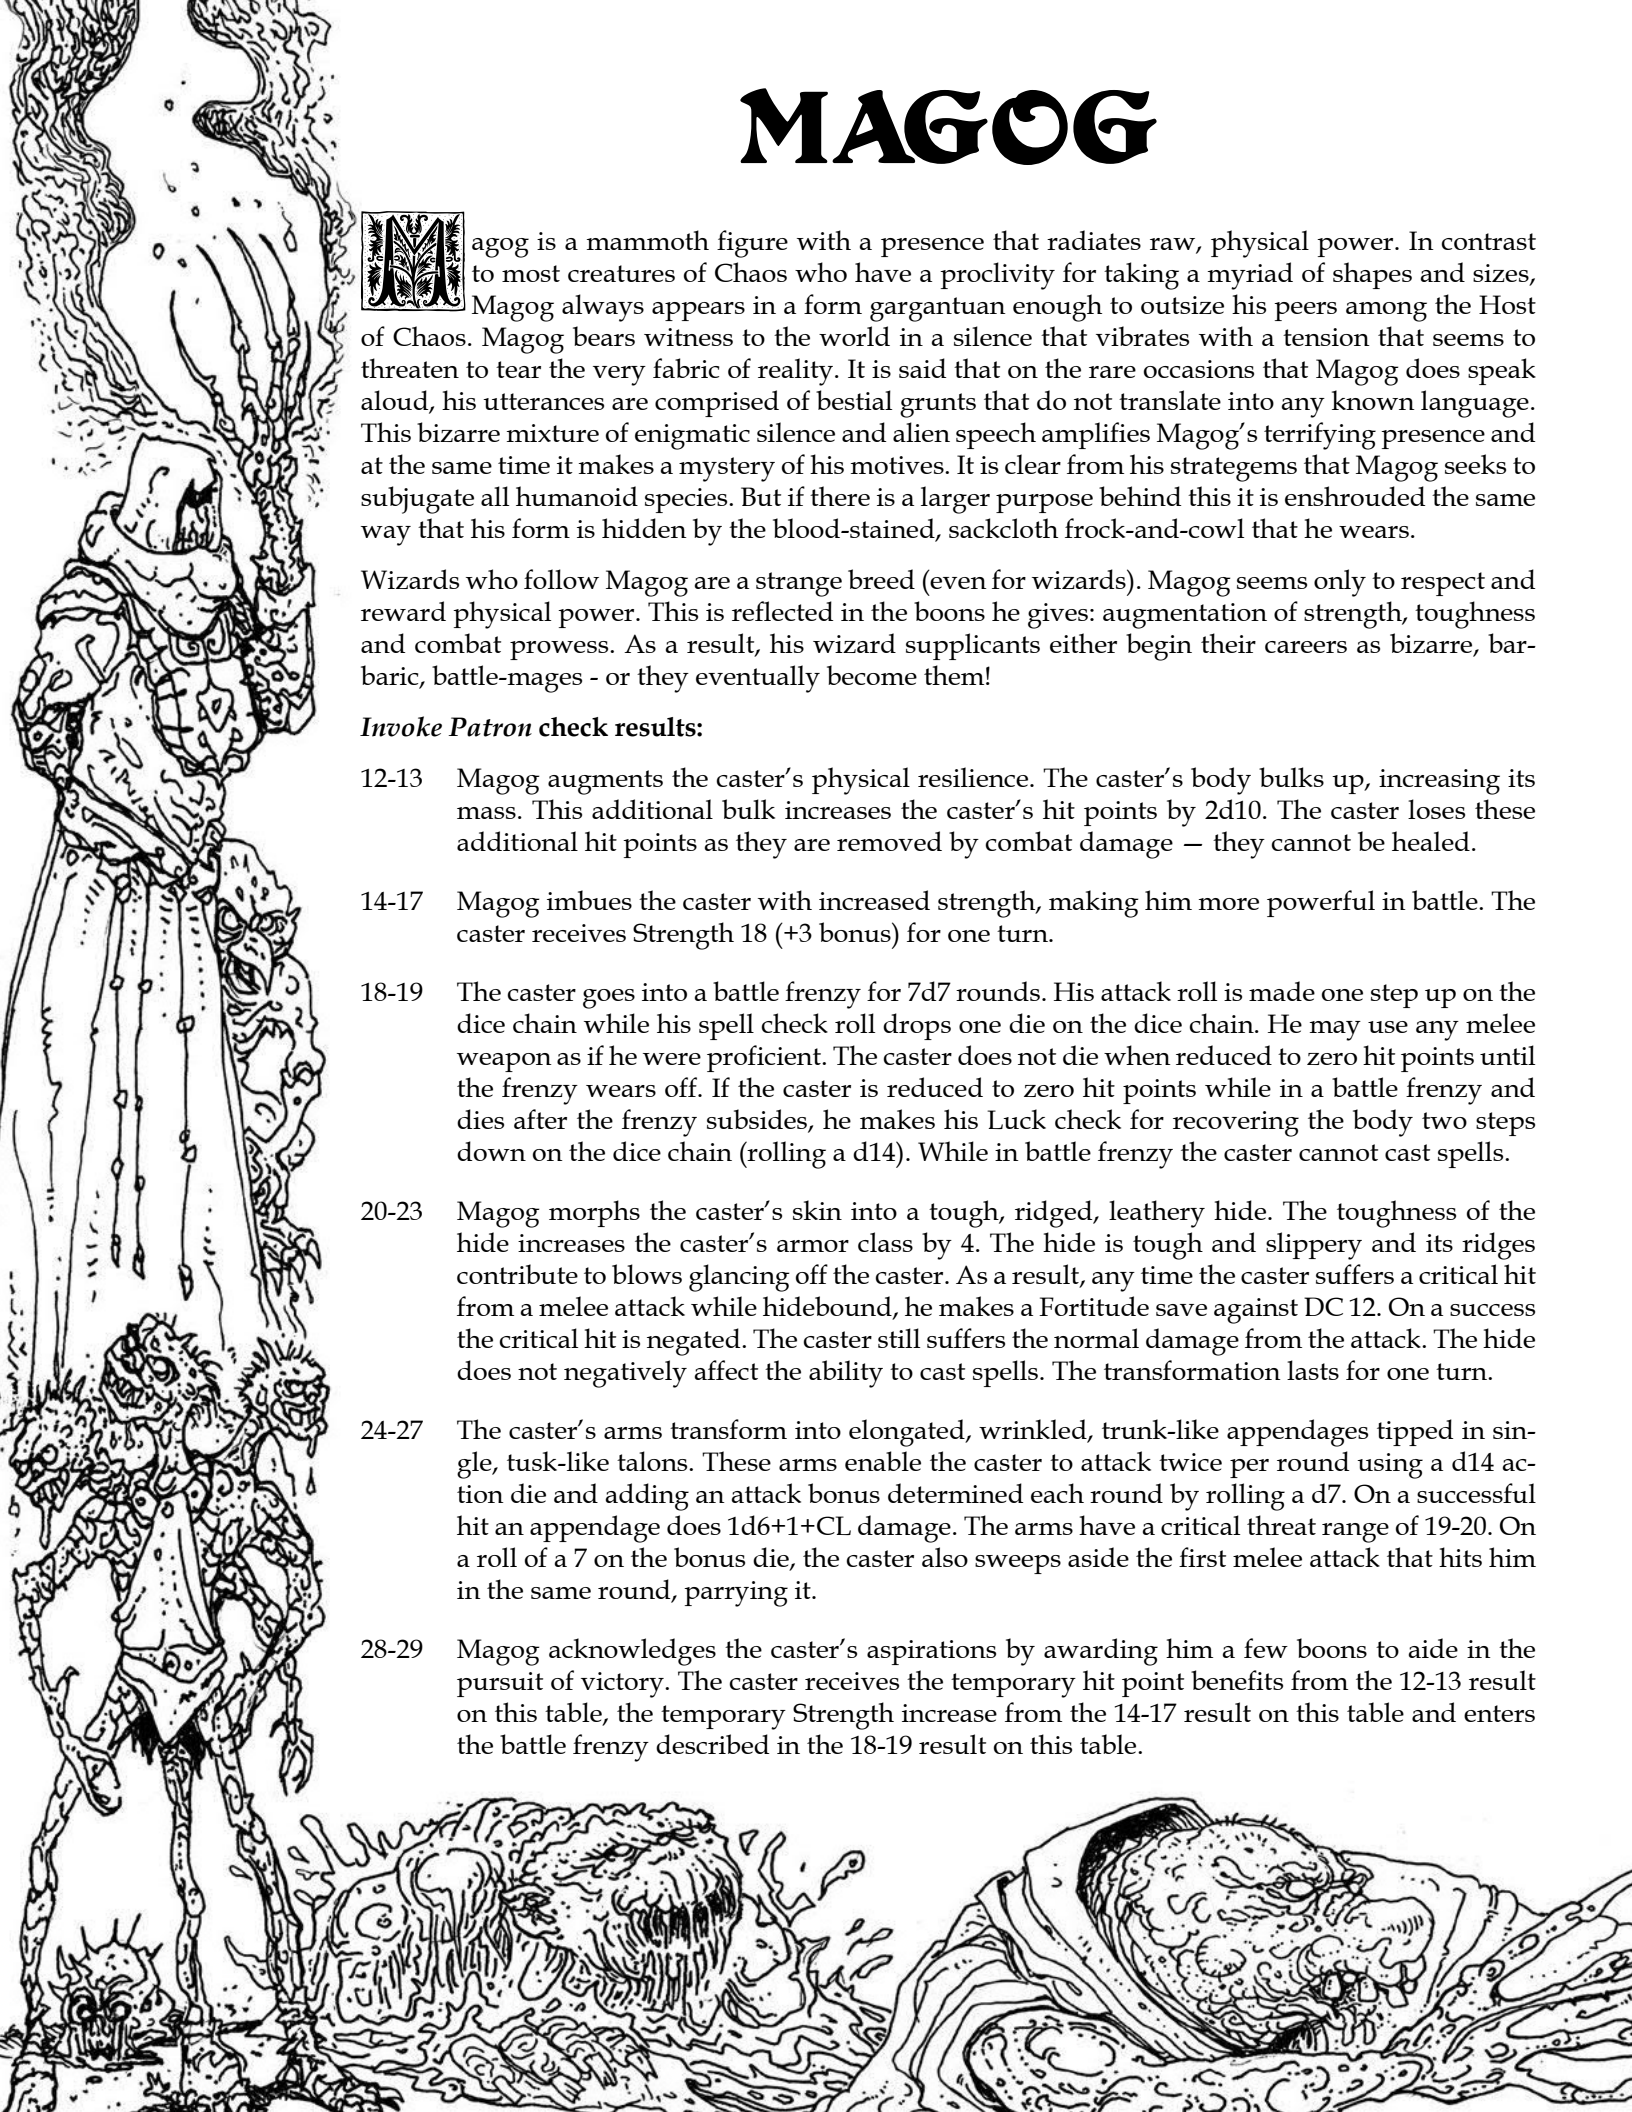 MAGOG
Magog is a mammoth figure with a presence that radiates raw, physical power. In contrast
to most creatures of Chaos who have a proclivity for taking a myriad of shapes and sizes,
Magog always appears in a form gargantuan enough to outsize his peers among the Host
of Chaos. Magog bears witness to the world in a silence that vibrates with a tension that seems to
threaten to tear the very fabric of reality. It is said that on the rare occasions that Magog does speak
aloud, his utterances are comprised of bestial grunts that do not translate into any known language.
This bizarre mixture of enigmatic silence and alien speech amplifies Magog’s terrifying presence and
at the same time it makes a mystery of his motives. It is clear from his strategems that Magog seeks to
subjugate all humanoid species. But if there is a larger purpose behind this it is enshrouded the same
way that his form is hidden by the blood-stained, sackcloth frock-and-cowl that he wears.
Wizards who follow Magog are a strange breed (even for wizards). Magog seems only to respect and
reward physical power. This is reflected in the boons he gives: augmentation of strength, toughness
and combat prowess. As a result, his wizard supplicants either begin their careers as bizarre, bar-
baric, battle-mages - or they eventually become them!
Invoke Patron check results:
12-13 Magog augments the caster’s physical resilience. The caster’s body bulks up, increasing its
mass. This additional bulk increases the caster’s hit points by 2d10. The caster loses these
additional hit points as they are removed by combat damage — they cannot be healed.
14-17 Magog imbues the caster with increased strength, making him more powerful in battle. The
caster receives Strength 18 (+3 bonus) for one turn.
18-19 The caster goes into a battle frenzy for 7d7 rounds. His attack roll is made one step up on the
dice chain while his spell check roll drops one die on the dice chain. He may use any melee
weapon as if he were proficient. The caster does not die when reduced to zero hit points until
the frenzy wears off. If the caster is reduced to zero hit points while in a battle frenzy and
dies after the frenzy subsides, he makes his Luck check for recovering the body two steps
down on the dice chain (rolling a d14). While in battle frenzy the caster cannot cast spells.
20-23 Magog morphs the caster’s skin into a tough, ridged, leathery hide. The toughness of the
hide increases the caster’s armor class by 4. The hide is tough and slippery and its ridges
contribute to blows glancing off the caster. As a result, any time the caster suffers a critical hit
from a melee attack while hidebound, he makes a Fortitude save against DC 12. On a success
the critical hit is negated. The caster still suffers the normal damage from the attack. The hide
does not negatively affect the ability to cast spells. The transformation lasts for one turn.
24-27 The caster’s arms transform into elongated, wrinkled, trunk-like appendages tipped in sin-
gle, tusk-like talons. These arms enable the caster to attack twice per round using a d14 ac-
tion die and adding an attack bonus determined each round by rolling a d7. On a successful
hit an appendage does 1d6+1+CL damage. The arms have a critical threat range of 19-20. On
a roll of a 7 on the bonus die, the caster also sweeps aside the first melee attack that hits him
in the same round, parrying it.
28-29 Magog acknowledges the caster’s aspirations by awarding him a few boons to aide in the
pursuit of victory. The caster receives the temporary hit point benefits from the 12-13 result
on this table, the temporary Strength increase from the 14-17 result on this table and enters
the battle frenzy described in the 18-19 result on this table.